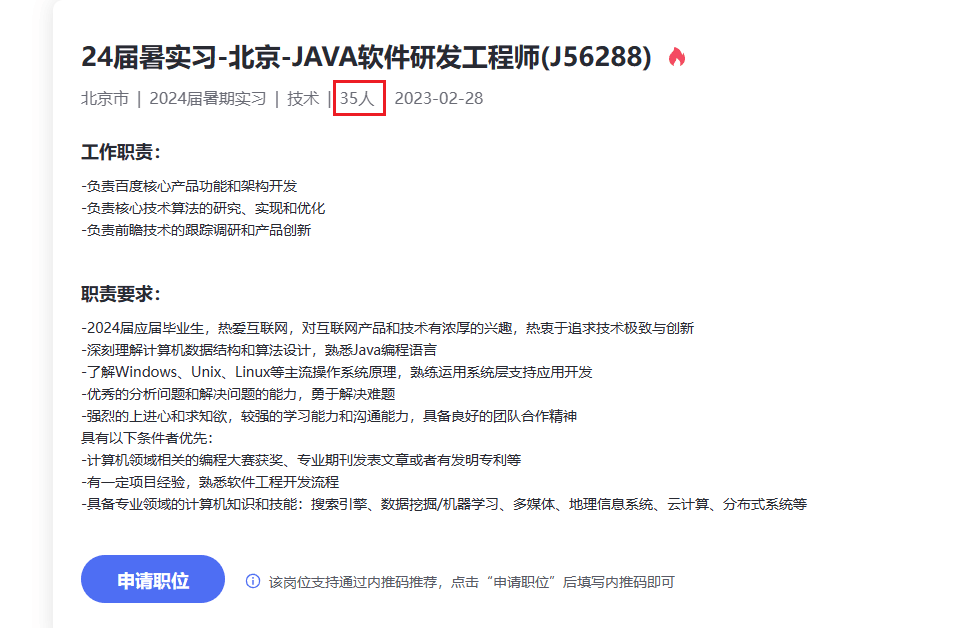 24届暑实习-北京-JAVA软件研发工程师(J56288)
北京市 | 2024届暑期实习 | 技术 | 35人 2023-02-28
工作职责：
-负责百度核心产品功能和架构开发
-负责核心技术算法的研究、实现和优化
-负责前瞻技术的跟踪调研和产品创新
职责要求：
-2024届应届毕业生，热爱互联网，对互联网产品和技术有浓厚的兴趣，热衷于追求技术极致与创新
-深刻理解计算机数据结构和算法设计，熟悉Java编程语言
-了解Windows、Unix、Linux等主流操作系统原理，熟练运用系统层支持应用开发
-优秀的分析问题和解决问题的能力，勇于解决难题
-强烈的上进心和求知欲，较强的学习能力和沟通能力，具备良好的团队合作精神
具有以下条件者优先：
-计算机领域相关的编程大赛获奖、专业期刊发表文章或者有发明专利等
-有一定项目经验，熟悉软件工程开发流程
-具备专业领域的计算机知识和技能：搜索引擎、数据挖掘/机器学习、多媒体、地理信息系统、云计算、分布式系统等
申请职位
该岗位支持通过内推码推荐，点击“申请职位”后填写内推码即可